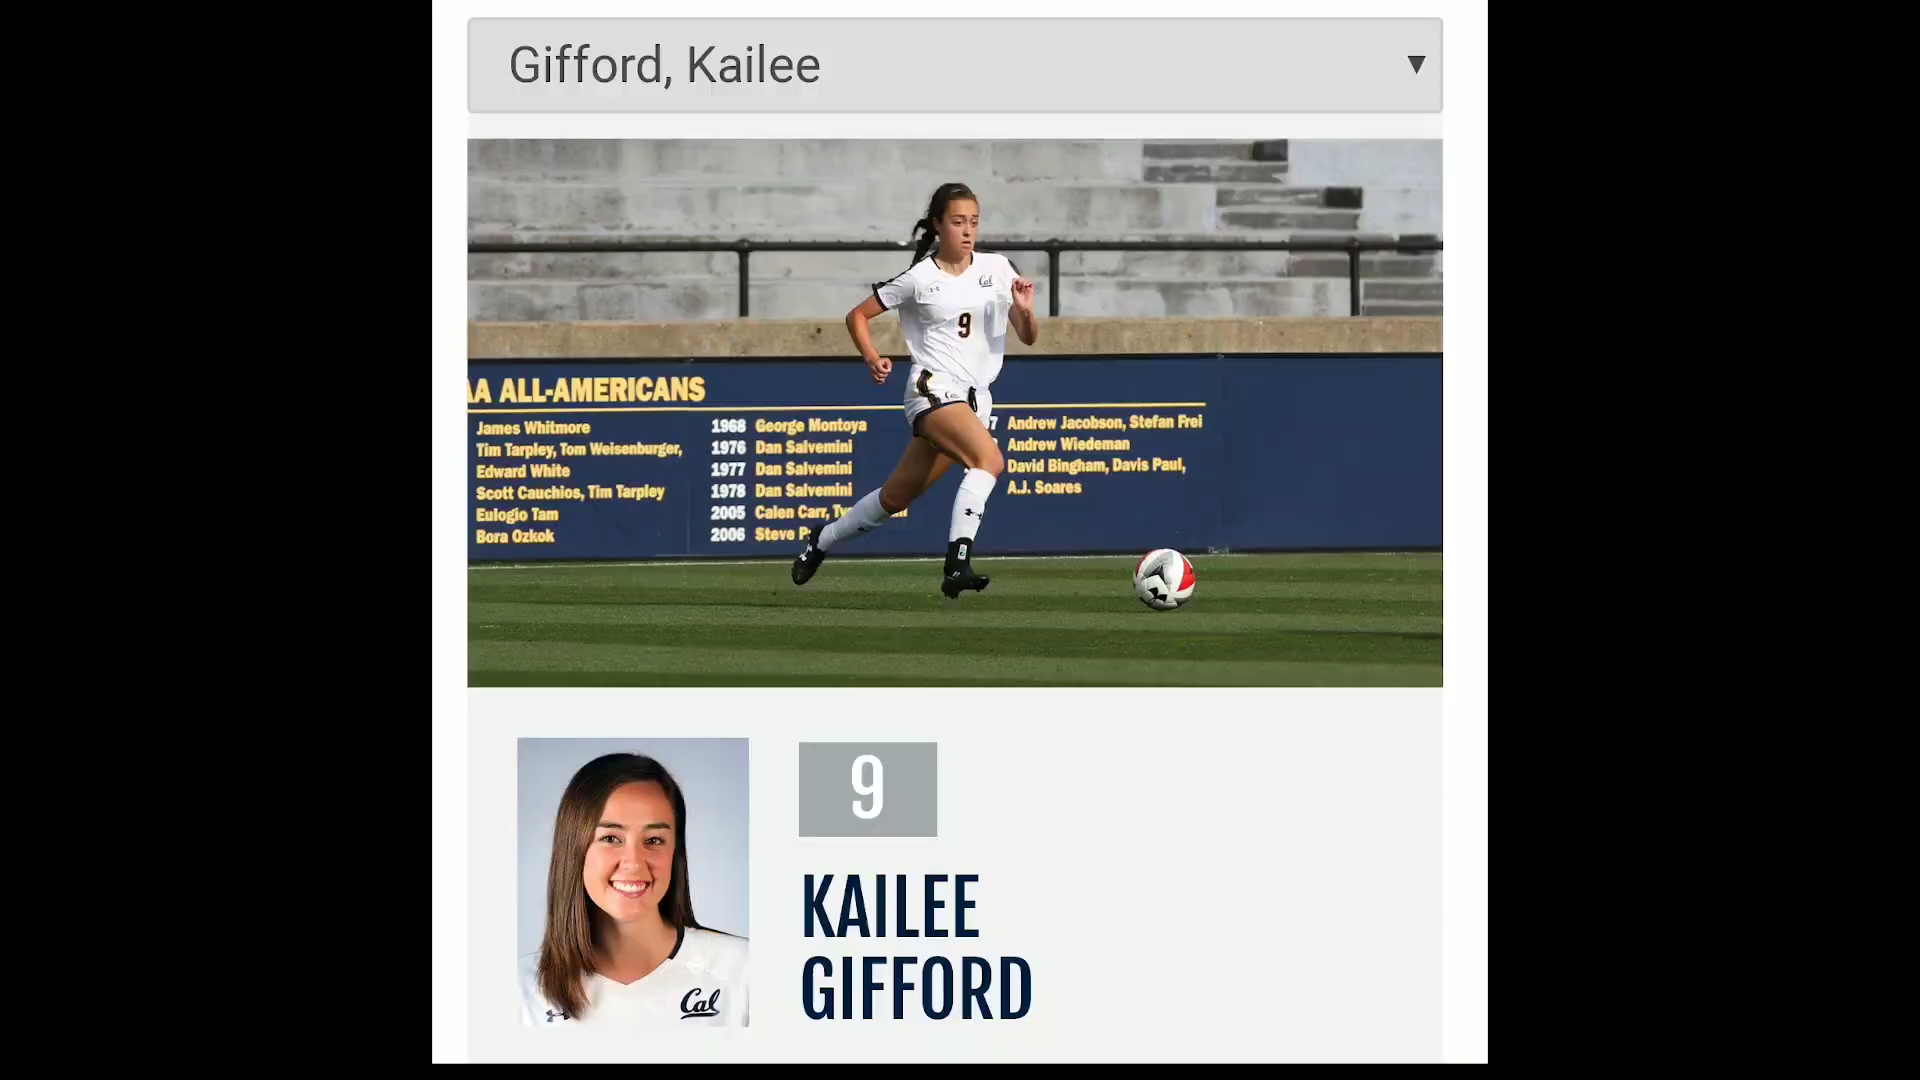 Gifford, Kailee
Cal
9
Cal
AA ALL-AMERICANS
James Whitmore
Tim Tarpley, Tom Weisenburger,
Edward White
Scott Cauchios, Tim Tarpley
Eulogio Tam
Bora Ozkok
1968 George Montoya
1976 Dan Salvemini
1977 Dan Salvemini
1978 Dan Salvemini
2005 Calen Carr,
2006 Steve
7 Andrew Jacobson, Stefan Frei
Andrew Wiedeman
David Bingham, Davis Paul,
A.J. Soares
9
KAILEE
GIFFORD
Cal